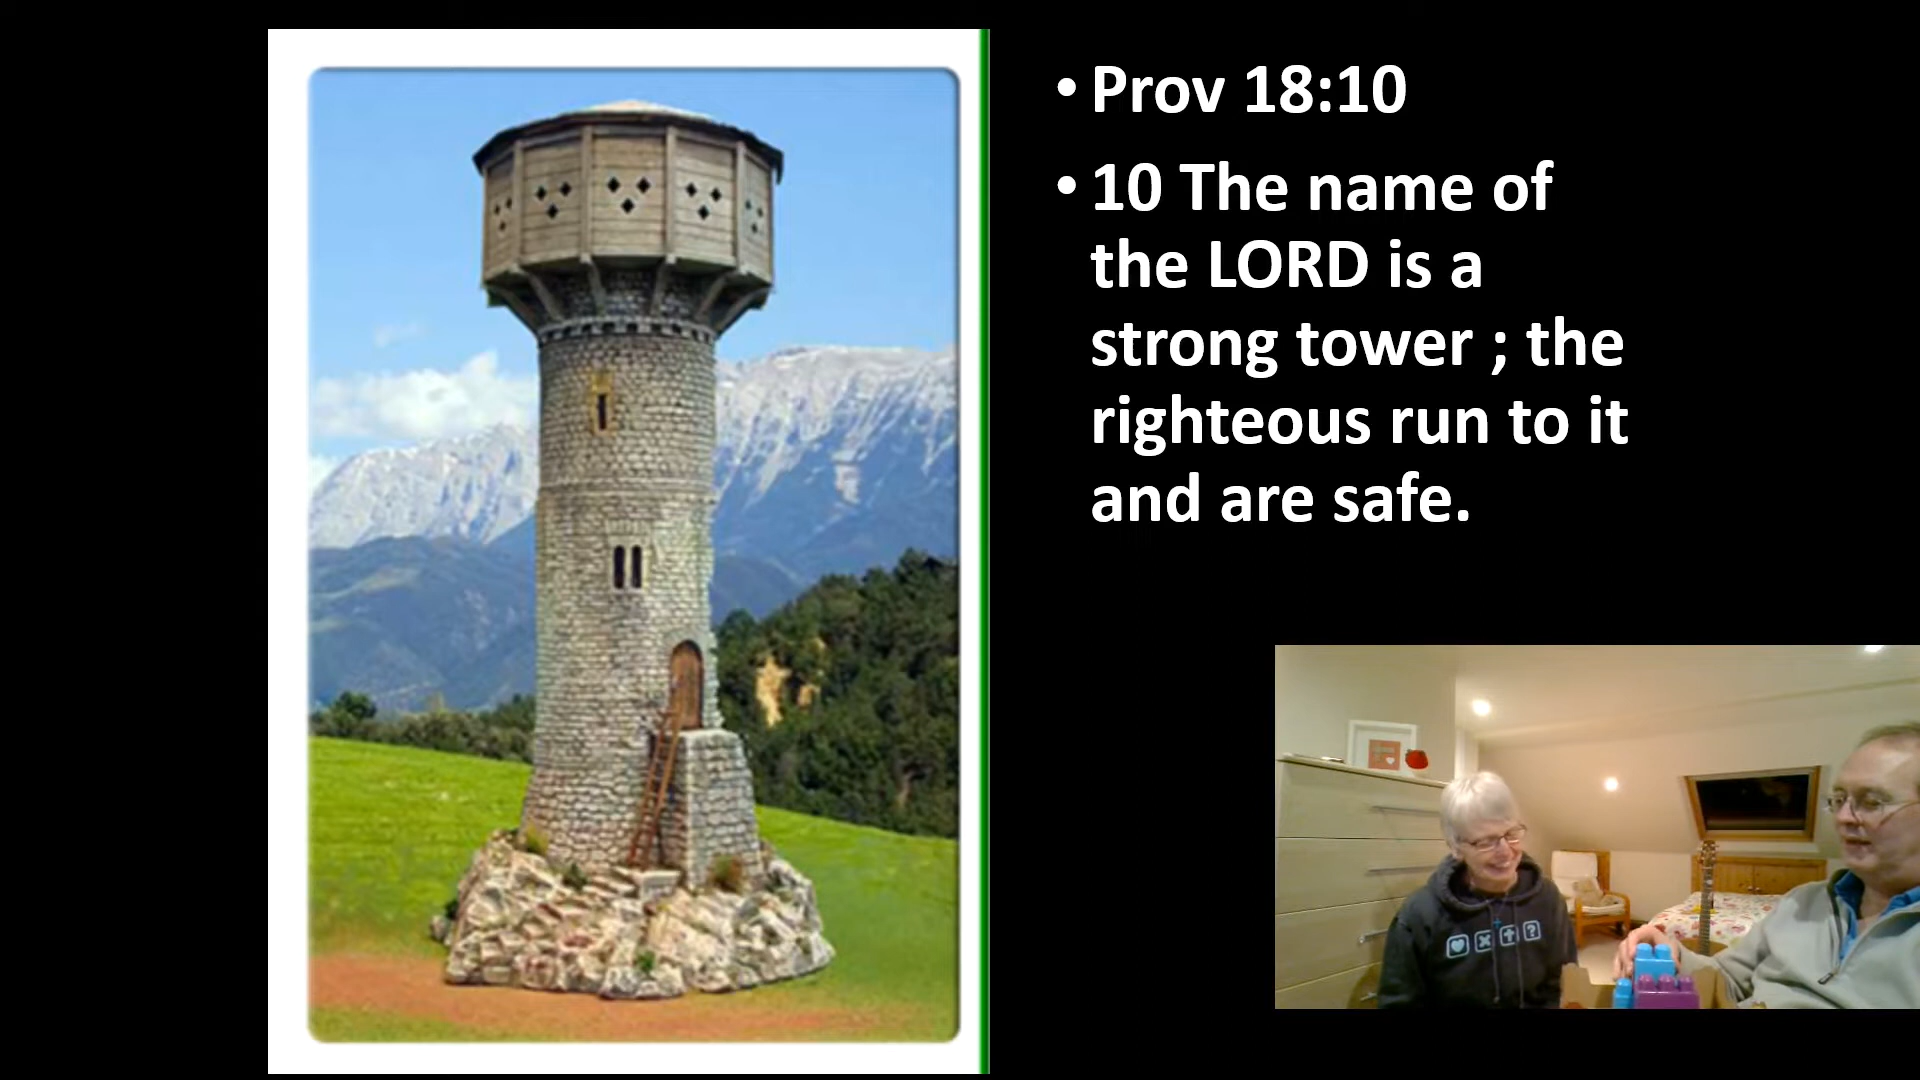 • Prov 18:10
• 10 The name of
the LORD is a
strong tower ; the
righteous run to it
and are safe.